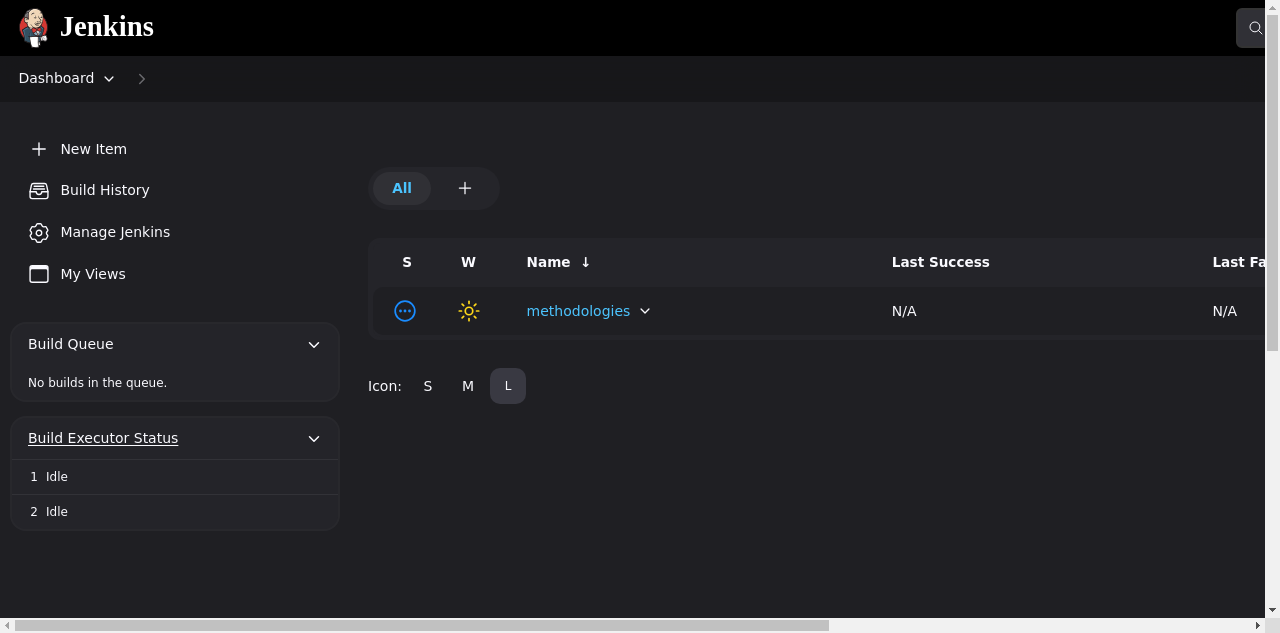 Jenkins
Dashboard
New Item
Build History
Manage Jenkins
My Views
Build Queue
No builds in the queue.
Build Executor Status
1 Idle
2 Idle
All
S W Name ↓ Last Success Last Fa
methodologies N/A N/A
Icon: S M L